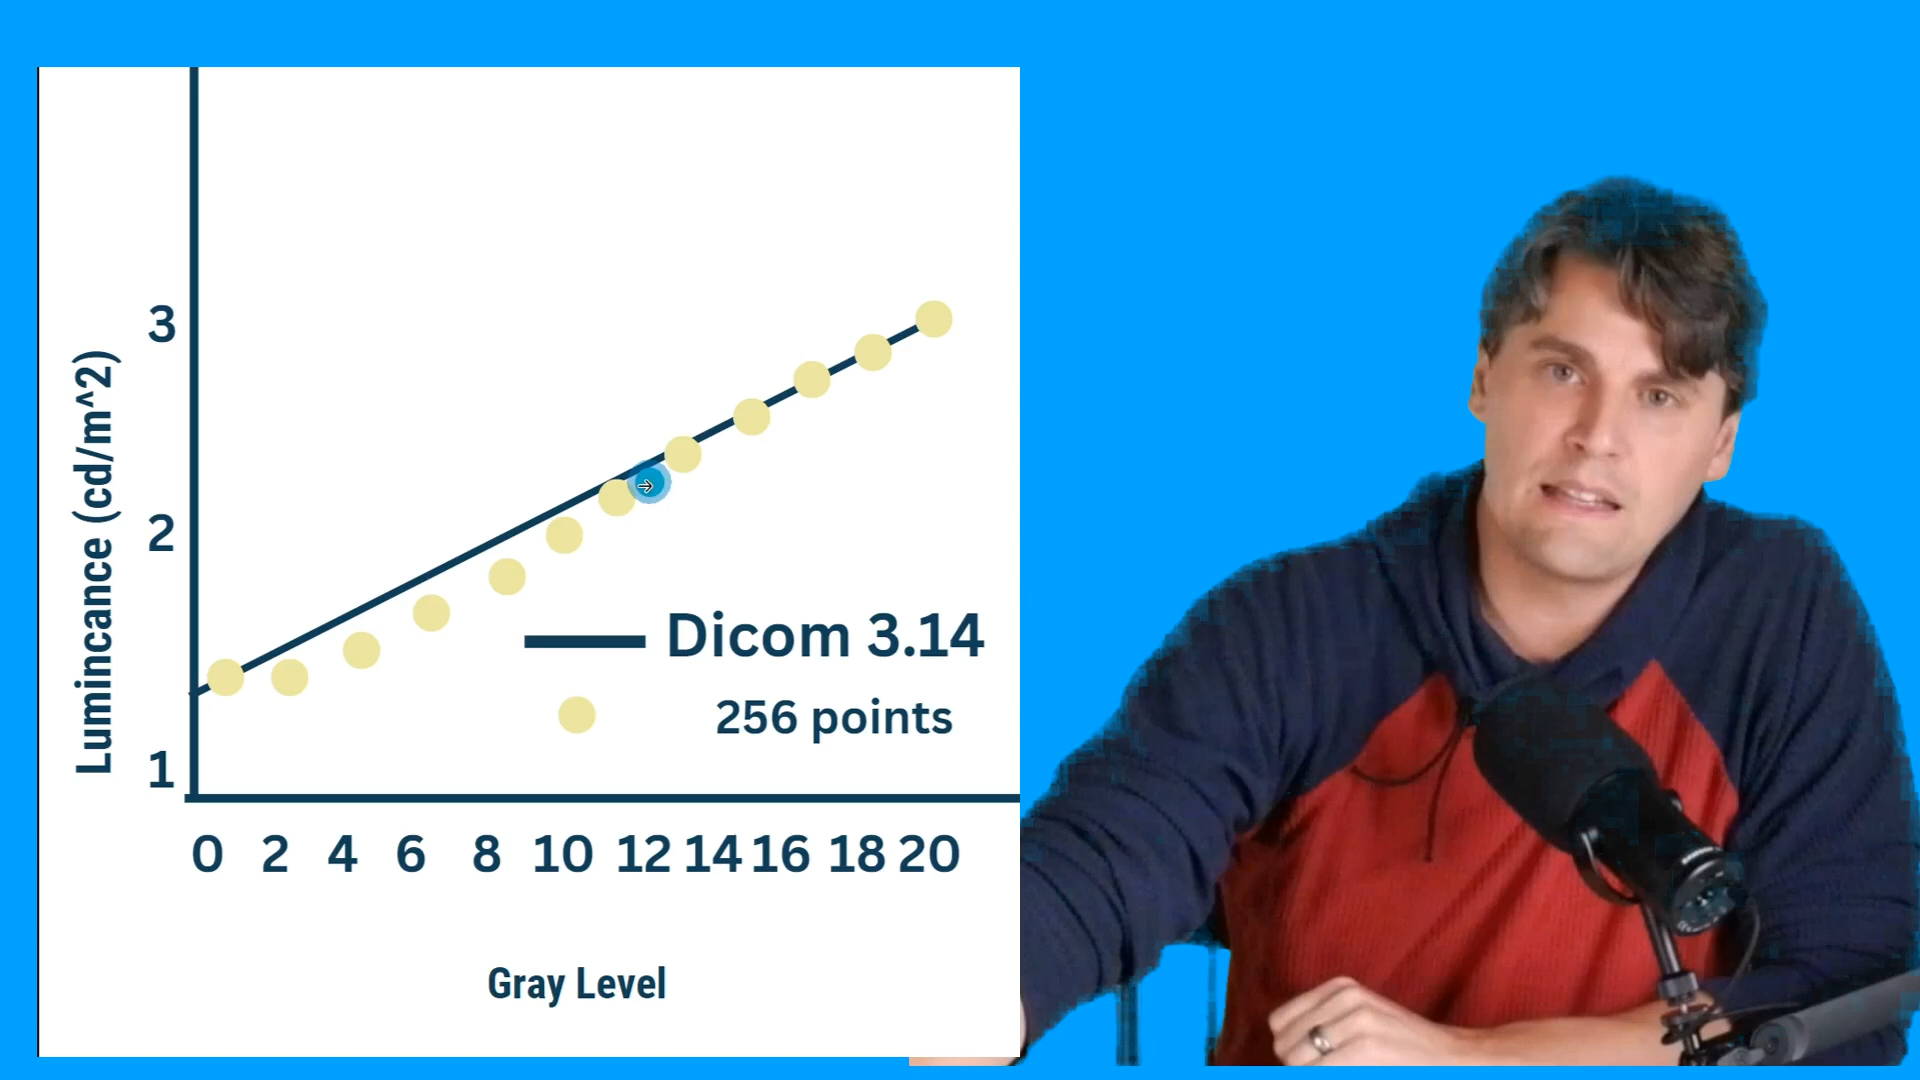 3
2
1
Lumincance (cd/m^2)
Dicom 3.14
256 points
0 2 4 6 8 10 12 14 16 18 20
Gray Level